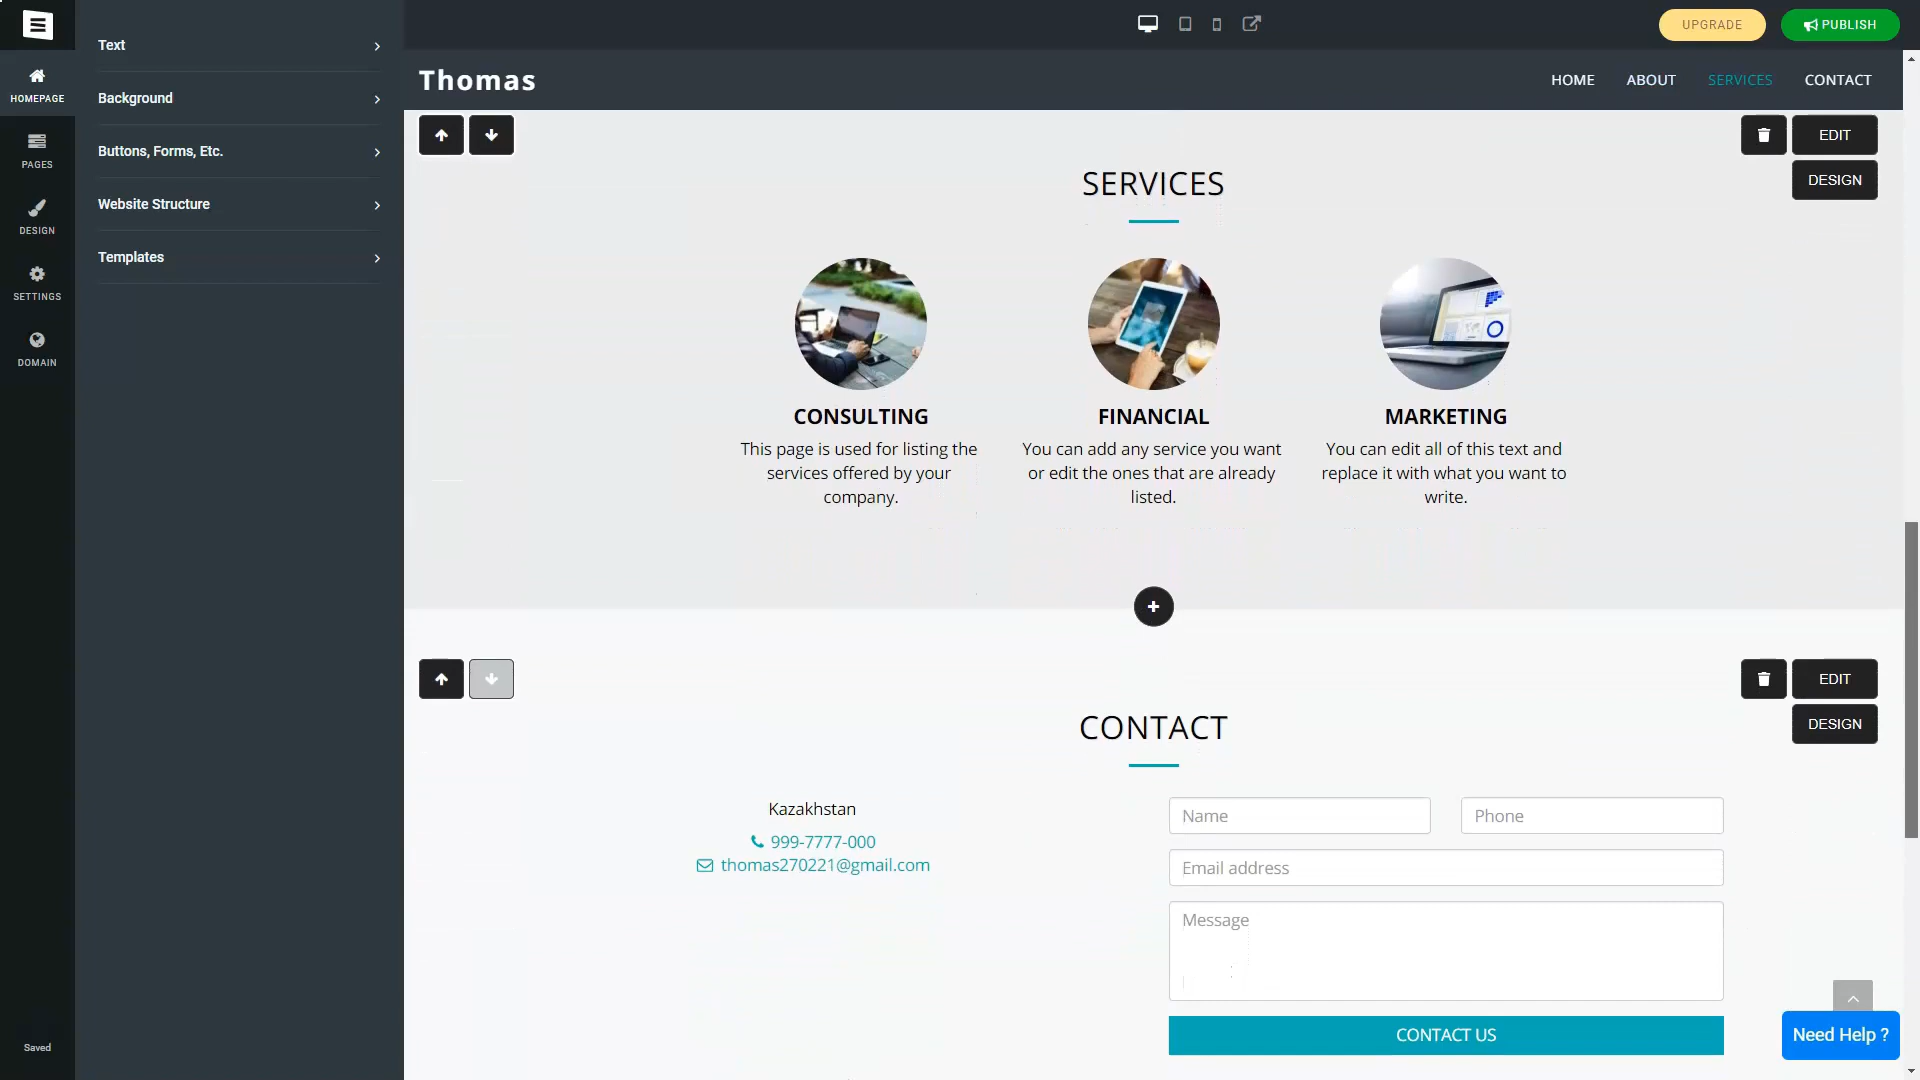 UPGRADE
PUBLISH
HOMEPAGE
PAGES
DESIGN
SETTINGS
DOMAIN
Saved
Text
Background
Buttons, Forms, Etc.
Website Structure
Templates
Thomas
HOME ABOUT SERVICES CONTACT
EDIT
DESIGN
SERVICES
CONSULTING
This page is used for listing the
services offered by your
company.
FINANCIAL
You can add any service you want
or edit the ones that are already
listed.
MARKETING
You can edit all of this text and
replace it with what you want to
write.
EDIT
DESIGN
CONTACT
Kazakhstan
999-7777-000
thomas270221@gmail.com
Name
Phone
Email address
Message
CONTACT US
Need Help ?